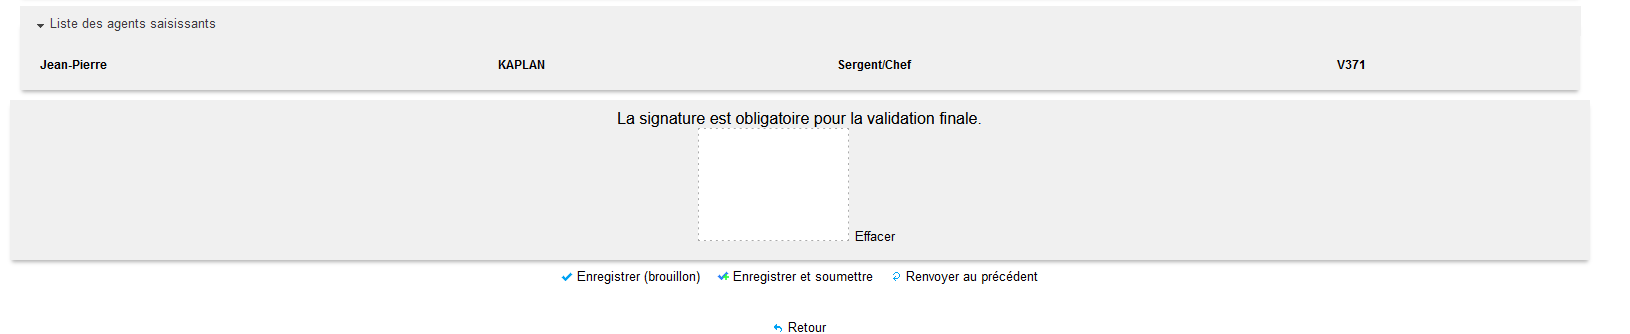 Liste des agents saisissants
Jean-Pierre KAPLAN Sergent/Chef V371
La signature est obligatoire pour la validation finale.
Effacer
Enregistrer (brouillon) Enregistrer et soumettre Renvoyer au précédent
Retour